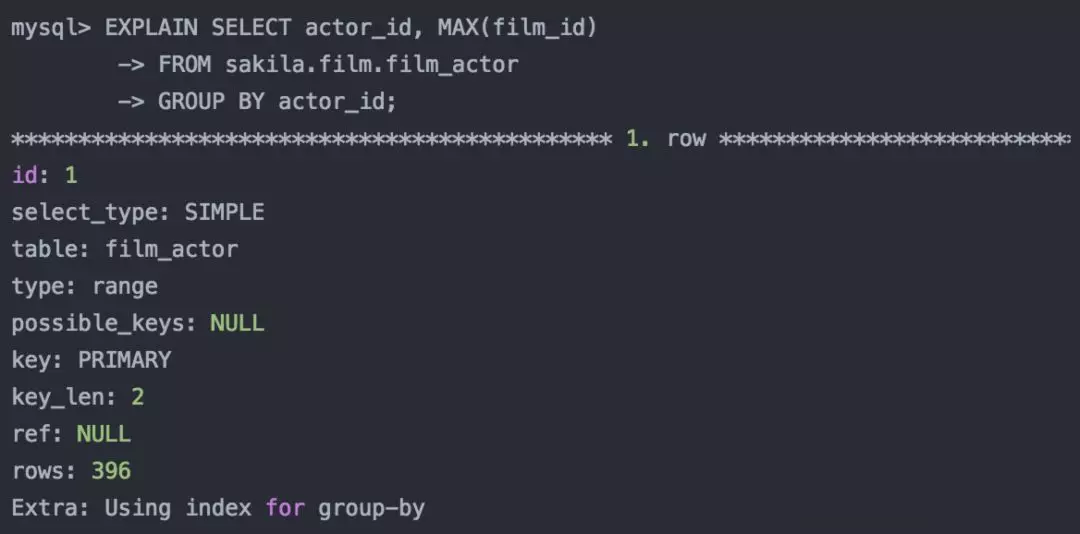 mysql> EXPLAIN SELECT actor_id, MAX(film_id)
-> FROM sakila.film.film_actor
-> GROUP BY actor_id;
********************************************* 1. row ***************************
id: 1
select_type: SIMPLE
table: film_actor
type: range
possible_keys: NULL
key: PRIMARY
key_len: 2
ref: NULL
rows: 396
Extra: Using index for group-by